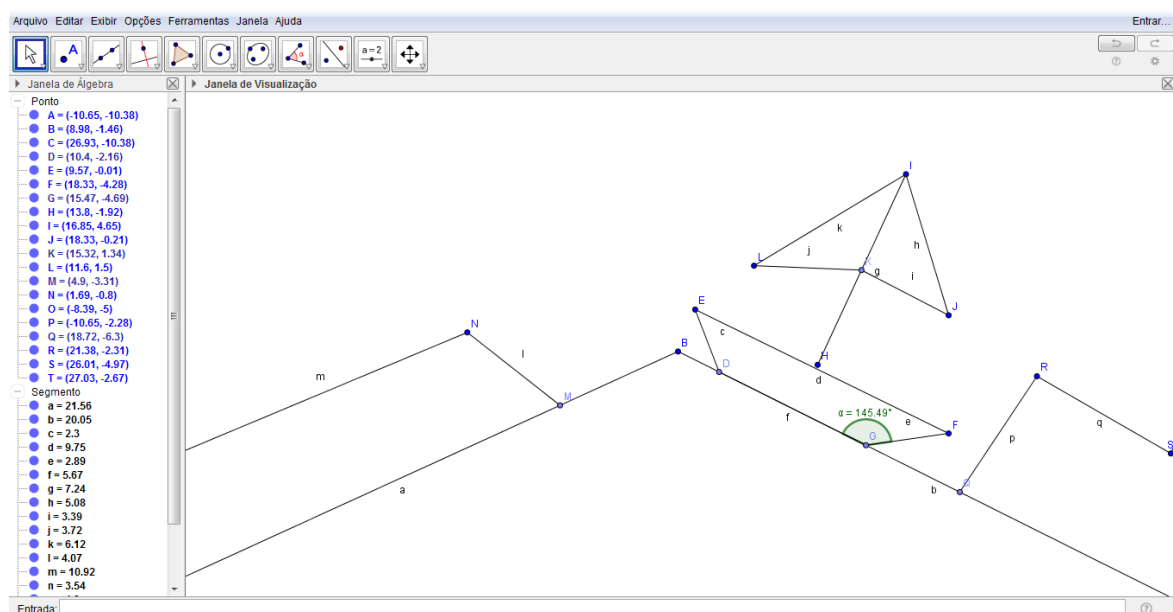 Arquivo Editar Exibir Opções Ferramentas Janela Ajuda Entrar...
A α a=2
Janela de Álgebra Janela de Visualização
Ponto
A = (-10.65, -10.38)
B = (8.98, -1.46)
C = (26.93, -10.38)
D = (10.4, -2.16)
E = (9.57, -0.01)
F = (18.33, -4.28)
G = (15.47, -4.69)
H = (13.8, -1.92)
I = (16.85, 4.65)
J = (18.33, -0.21)
K = (15.32, 1.34)
L = (11.6, 1.5)
M = (4.9, -3.31)
N = (1.69, -0.8)
O = (-8.39, -5)
P = (-10.65, -2.28)
Q = (18.72, -6.3)
R = (21.38, -2.31)
S = (26.01, -4.97)
T = (27.03, -2.67)
Segmento
a = 21.56
b = 20.05
c = 2.3
d = 9.75
e = 2.89
f = 5.67
g = 7.24
h = 5.08
i = 3.39
j = 3.72
k = 6.12
l = 4.07
m = 10.92
n = 3.54
I
k
h
j
L
K
g
i
E
J
N
c
B
l
H
D
R
m
d
M
α = 145.49°
f
e
F
q
G
p
S
a
b
Q
Entrada: